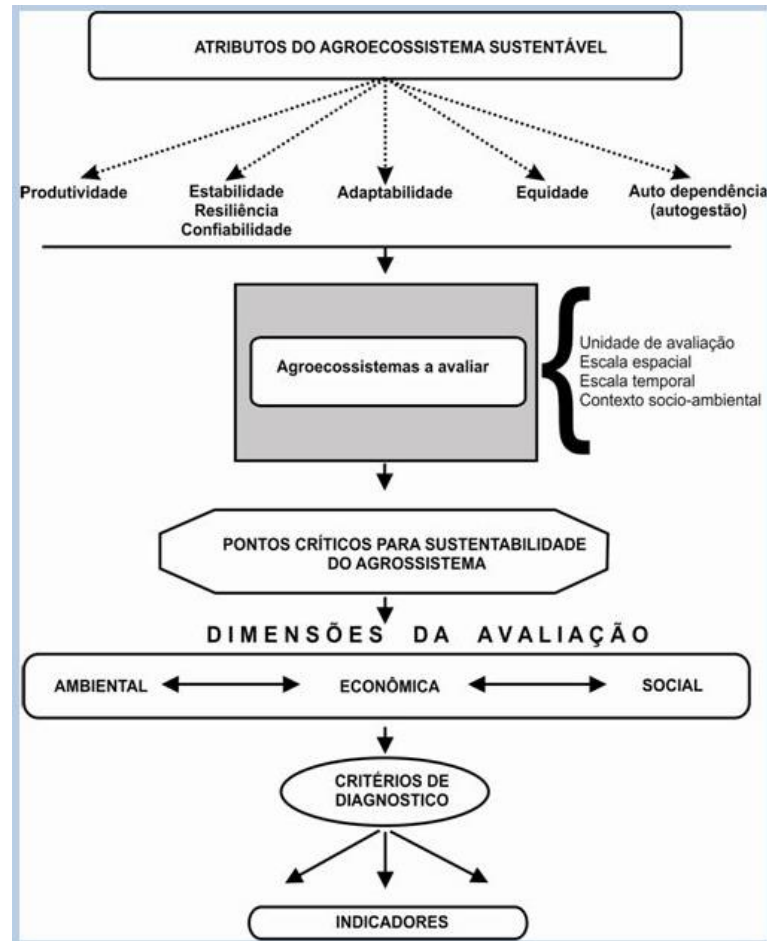 ATRIBUTOS DO AGROECOSSISTEMA SUSTENTÁVEL
Produtividade
Estabilidade
Resiliência
Confiabilidade
Adaptabilidade
Equidade
Auto dependência
(autogestão)
Agroecossistemas a avaliar
Unidade de avaliação
Escala espacial
Escala temporal
Contexto socio-ambiental
PONTOS CRÍTICOS PARA SUSTENTABILIDADE
DO AGROSSISTEMA
DIMENSÕES DA AVALIAÇÃO
AMBIENTAL ECONÔMICA SOCIAL
CRITÉRIOS DE
DIAGNOSTICO
INDICADORES